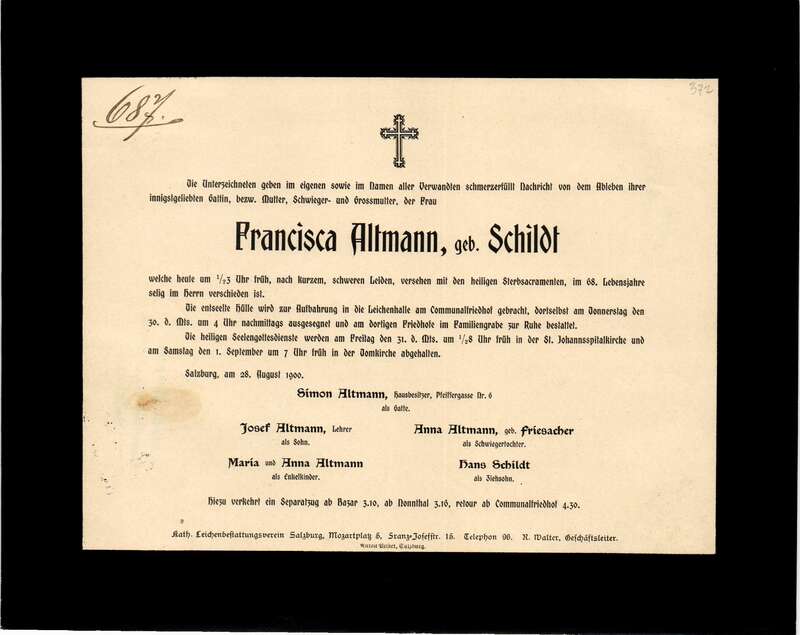 687.
372
Die Unterzeichneten geben im eigenen sowie im Namen aller Verwandten schmerzerfüllt Nachricht von dem Ableben ihrer
innigstgeliebten Gattin, bezw. Mutter, Schwieger- und Grossmutter, der Frau
Francisca Altmann, geb. Schildt
welche heute um 1/23 Uhr früh, nach kurzem, schweren Leiden, versehen mit den heiligen Sterbsacramenten, im 68. Lebensjahre
selig im Herrn verschieden ist.
Die entseelte Hülle wird zur Aufbahrung in die Leichenhalle am Communalfriedhof gebracht, dortselbst am Donnerstag den
30. d. Mts. um 4 Uhr nachmittags ausgesegnet und am dortigen Friedhofe im Familiengrabe zur Ruhe bestattet.
Die heiligen Seelengottesdienste werden am Freitag den 31. d. Mts. um 1/28 Uhr früh in der St. Johannsspitalkirche und
am Samstag den 1. September um 7 Uhr früh in der Domkirche abgehalten.
Salzburg, am 28. August 1900.
Simon Altmann, Hausbesitzer, Pfeiffergasse Nr. 6
als Gatte.
Josef Altmann, Lehrer
als Sohn.
Anna Altmann, geb. Friesacher
als Schwiegertochter.
Maria und Anna Altmann
als Enkelkinder.
Hans Schildt
als Ziehsohn.
Hiezu verkehrt ein Separatzug ab Bazar 3.10, ab Nonnthal 3.16, retour ab Communalfriedhof 4.30.
Kath. Leichenbestattungsverein Salzburg, Mozartplatz 6, Franz-Josefstr. 16. Telephon 96. R. Walter, Geschäftsleiter.
Anton Salzburg.